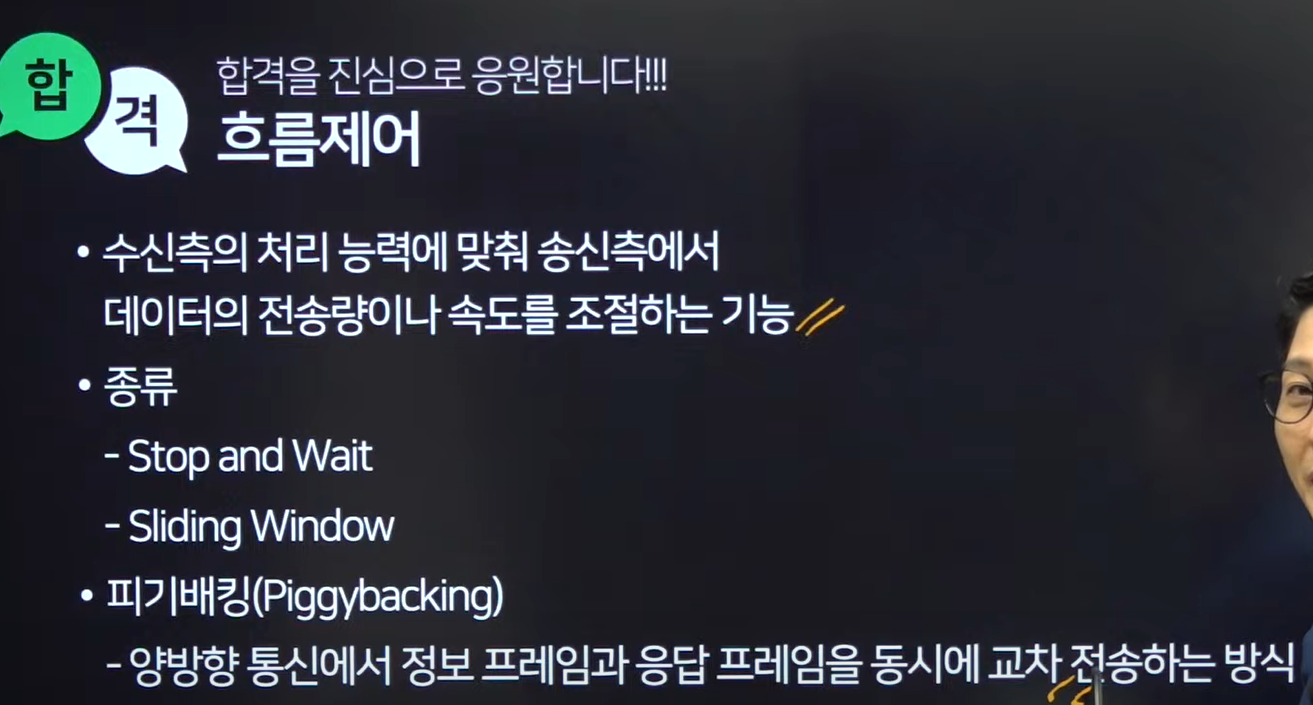 합
격
합격을 진심으로 응원합니다!!!
흐름제어
• 수신측의 처리 능력에 맞춰 송신측에서
데이터의 전송량이나 속도를 조절하는 기능
• 종류
- Stop and Wait
- Sliding Window
• 피기배킹(Piggybacking)
- 양방향 통신에서 정보 프레임과 응답 프레임을 동시에 교차 전송하는 방식